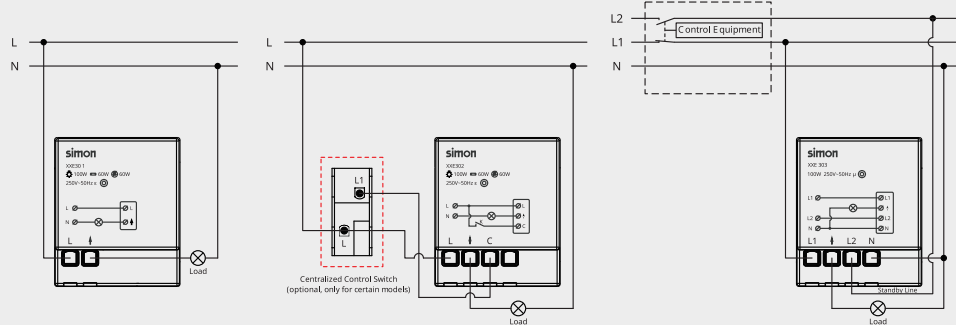 L
N
simon
XXE301
100W 60W 60W
250V~50Hz ε
L L
N
L
Load
L
N
L1
L
Centralized Control Switch
(optional, only for certain models)
simon
XXE302
100W 60W 60W
250V~50Hz ε
L L
N
C
L C
Load
L2
L1
N
Control Equipment
simon
XXE 303
100W 250V~50Hz μ
L1 L1
L2 L2
N N
L1 L2 N
Standby Line
Load